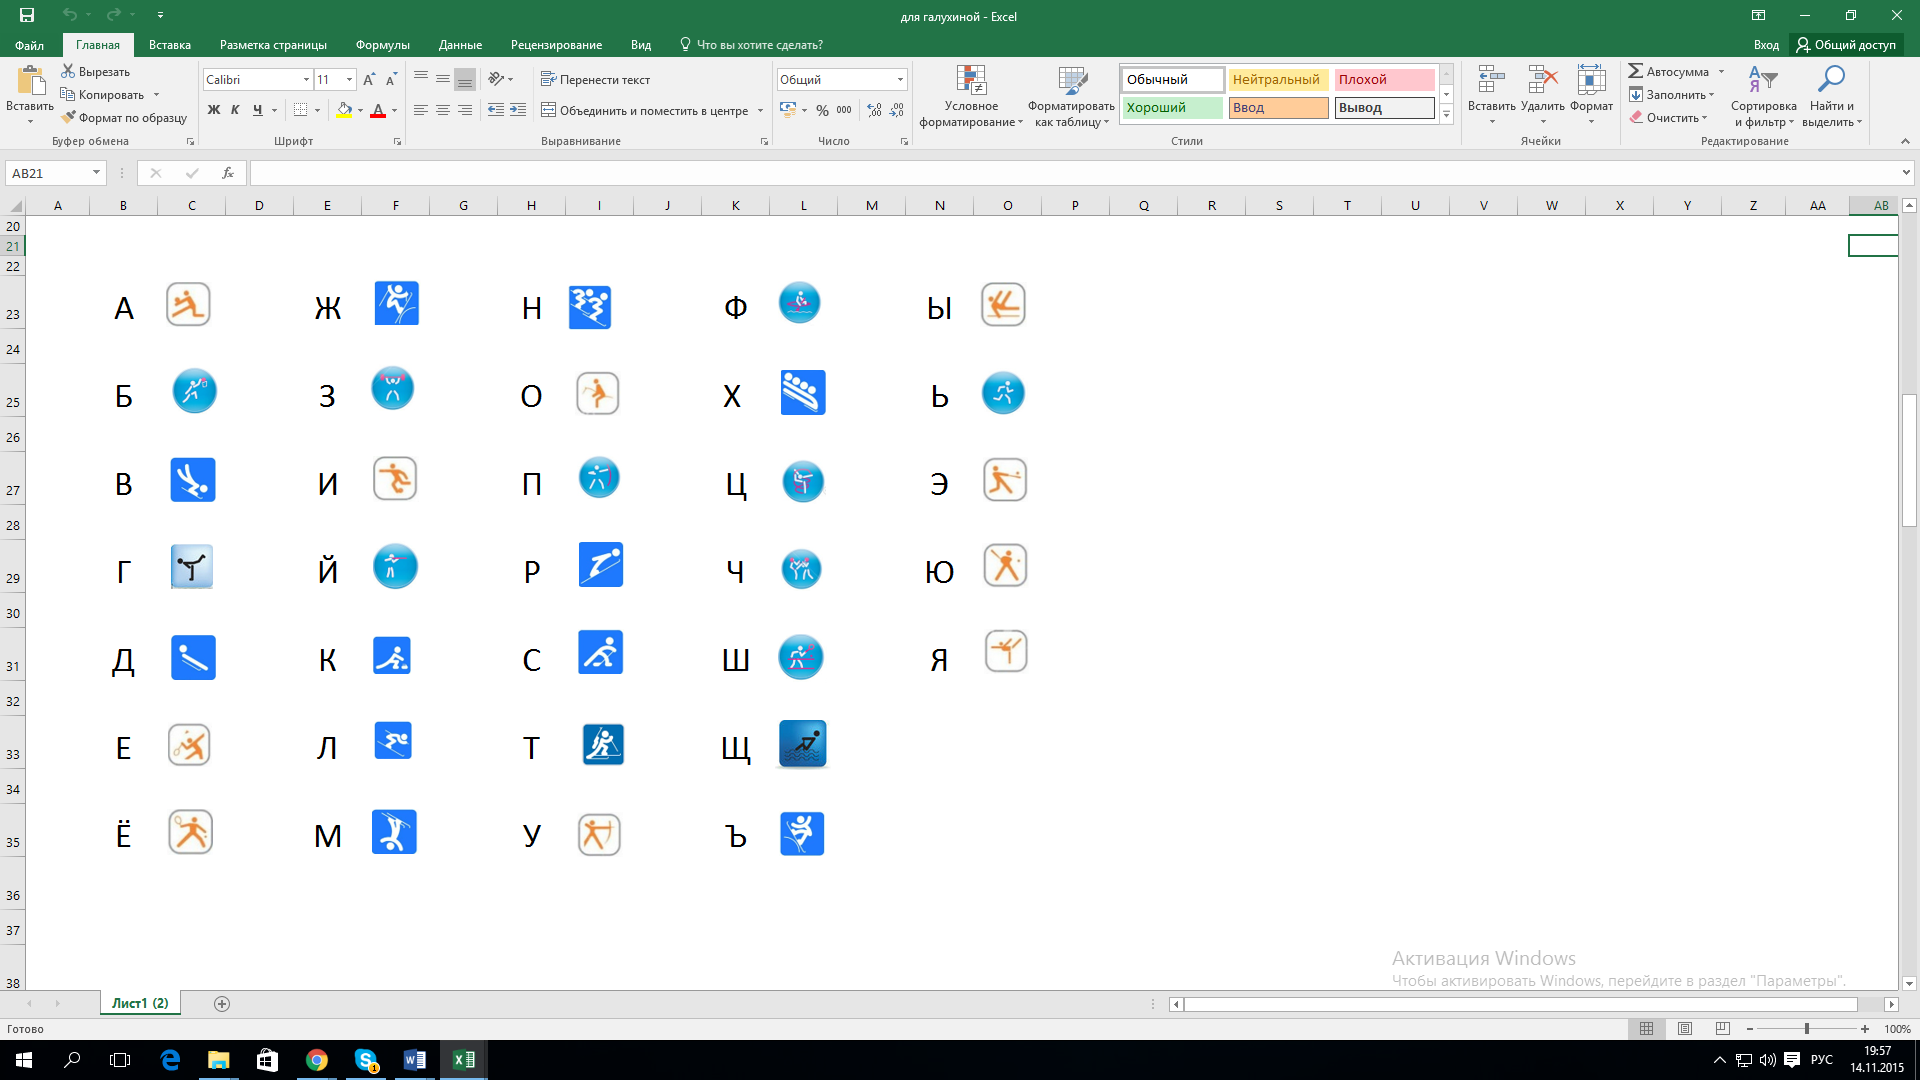 для галухиной - Excel
Файл Главная Вставка Разметка страницы Формулы Данные Рецензирование Вид Что вы хотите сделать? Вход Общий доступ
Вставить
Вырезать
Копировать
Формат по образцу
Буфер обмена
Calibri 11
Ж К Ч
Шрифт
Перенести текст
Объединить и поместить в центре
Выравнивание
Общий
% 000
Число
Условное форматирование
Форматировать как таблицу
Обычный Нейтральный Плохой
Хороший Ввод Вывод
Стили
Вставить Удалить Формат
Ячейки
Автосумма
Заполнить
Очистить
Сортировка и фильтр
Найти и выделить
Редактирование
AB21 fx
A B C D E F G H I J K L M N O P Q R S T U V W X Y Z AA AB
20
21
22
23 А Ж Н Ф Ы
24
25 Б З О Х Ь
26
27 В И П Ц Э
28
29 Г Й Р Ч Ю
30
31 Д К С Ш Я
32
33 Е Л Т Щ
34
35 Ё М У Ъ
36
37
38
Активация Windows
Чтобы активировать Windows, перейдите в раздел "Параметры".
Лист1 (2)
Готово 100%
РУС 19:57
14.11.2015